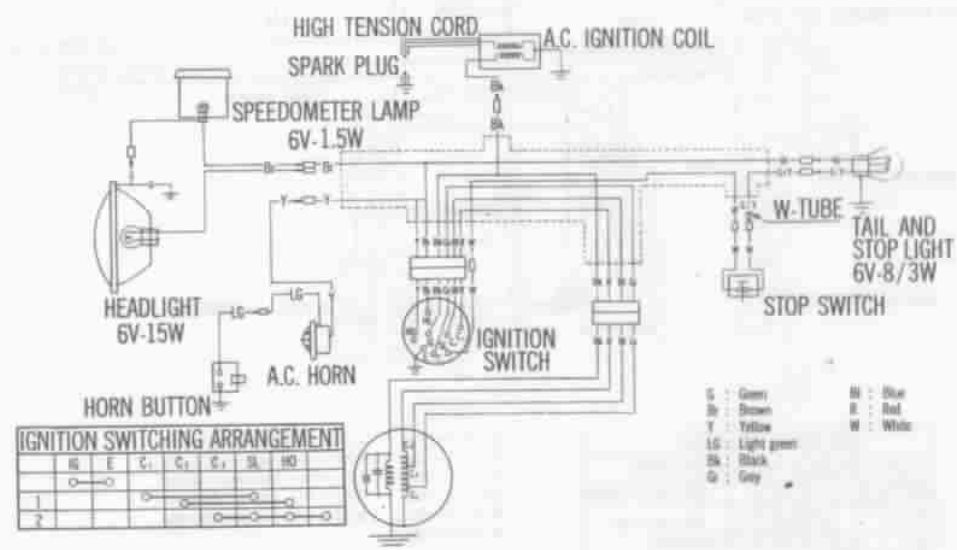 HIGH TENSION CORD
A.C. IGNITION COIL
SPARK PLUG
Bk
Bk
SPEEDOMETER LAMP
6V-1.5W
Br
Br
Y
Y
G/Y
W-TUBE
TAIL AND
STOP LIGHT
6V-8/3W
W
W
STOP SWITCH
HEADLIGHT
6V-15W
LG
LG
A.C. HORN
IGNITION
SWITCH
HORN BUTTON
IGNITION SWITCHING ARRANGEMENT
IG E C₁ C₂ C₃ SL HO
1
2
G : Green
Br : Brown
Y : Yellow
LG : Light green
Bk : Black
Gr : Grey
Bl : Blue
R : Red
W : White